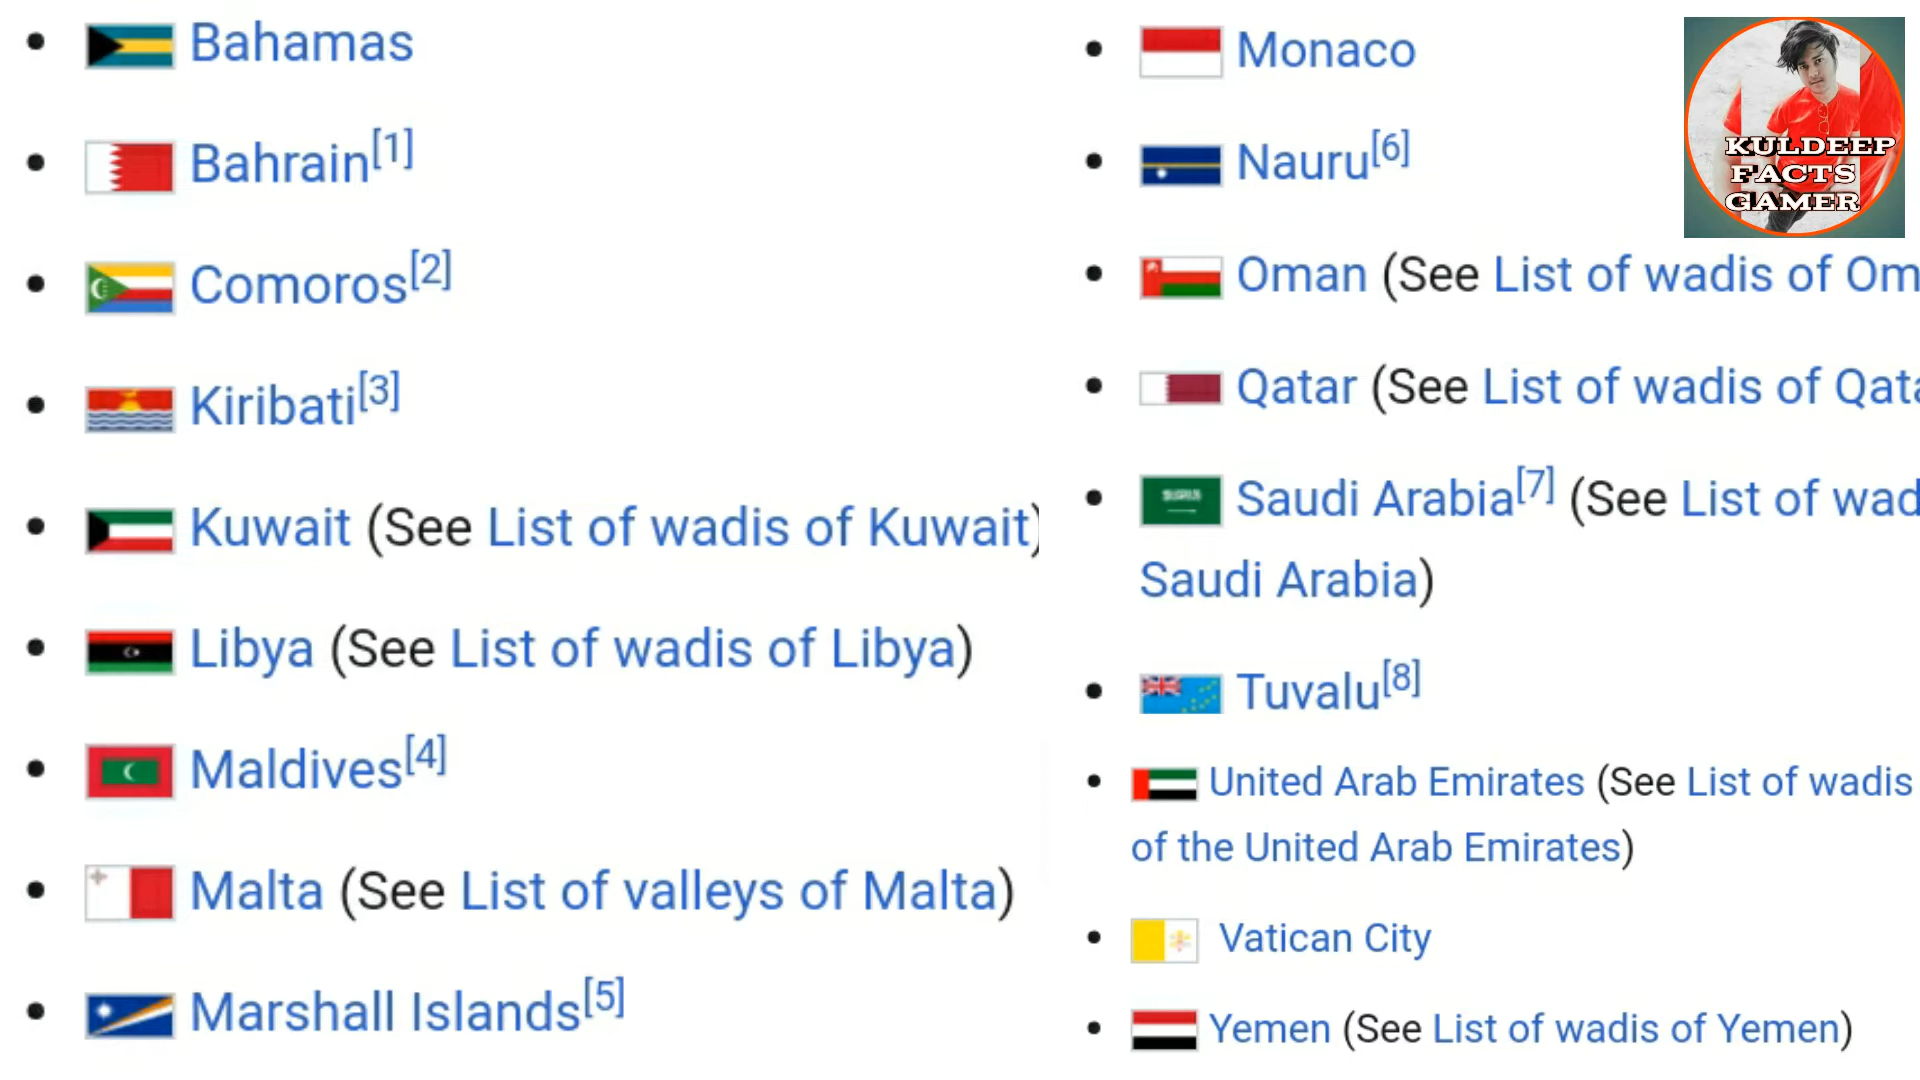 Bahamas
Bahrain[1]
Comoros[2]
Kiribati[3]
Kuwait (See List of wadis of Kuwait)
Libya (See List of wadis of Libya)
Maldives[4]
Malta (See List of valleys of Malta)
Marshall Islands[5]
Monaco
Nauru[6]
Oman (See List of wadis of Om
Qatar (See List of wadis of Qata
Saudi Arabia[7] (See List of wad
Saudi Arabia)
Tuvalu[8]
United Arab Emirates (See List of wadis
of the United Arab Emirates)
Vatican City
Yemen (See List of wadis of Yemen)
KULDEEP
FACTS
GAMER